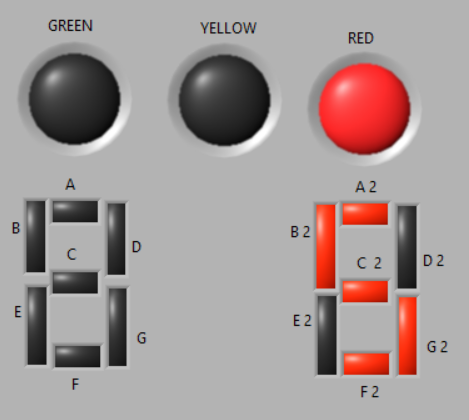 GREEN
YELLOW
RED
A
B
C
D
E
G
F
A 2
B 2
C 2
D 2
E 2
G 2
F 2